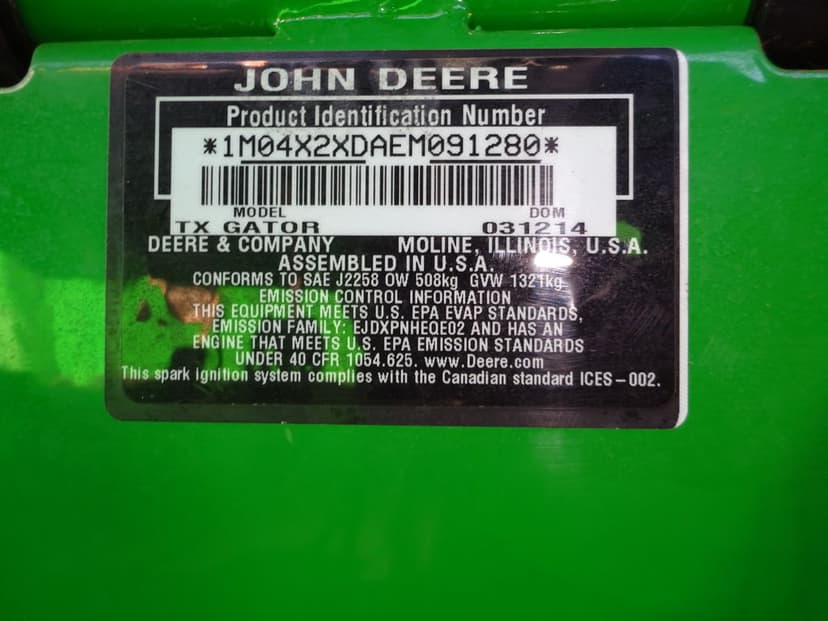 JOHN DEERE
Product Identification Number
*1M04X2XDAEM091280*
MODEL DOM
TX GATOR 031214
DEERE & COMPANY MOLINE, ILLINOIS, U.S.A.
ASSEMBLED IN U.S.A.
CONFORMS TO SAE J2258 OW 508kg GVW 1321kg
EMISSION CONTROL INFORMATION
THIS EQUIPMENT MEETS U.S. EPA EVAP STANDARDS,
EMISSION FAMILY: EJDXPNHEQE02 AND HAS AN
ENGINE THAT MEETS U.S. EPA EMISSION STANDARDS
UNDER 40 CFR 1054.625. www.Deere.com
This spark ignition system complies with the Canadian standard ICES-002.